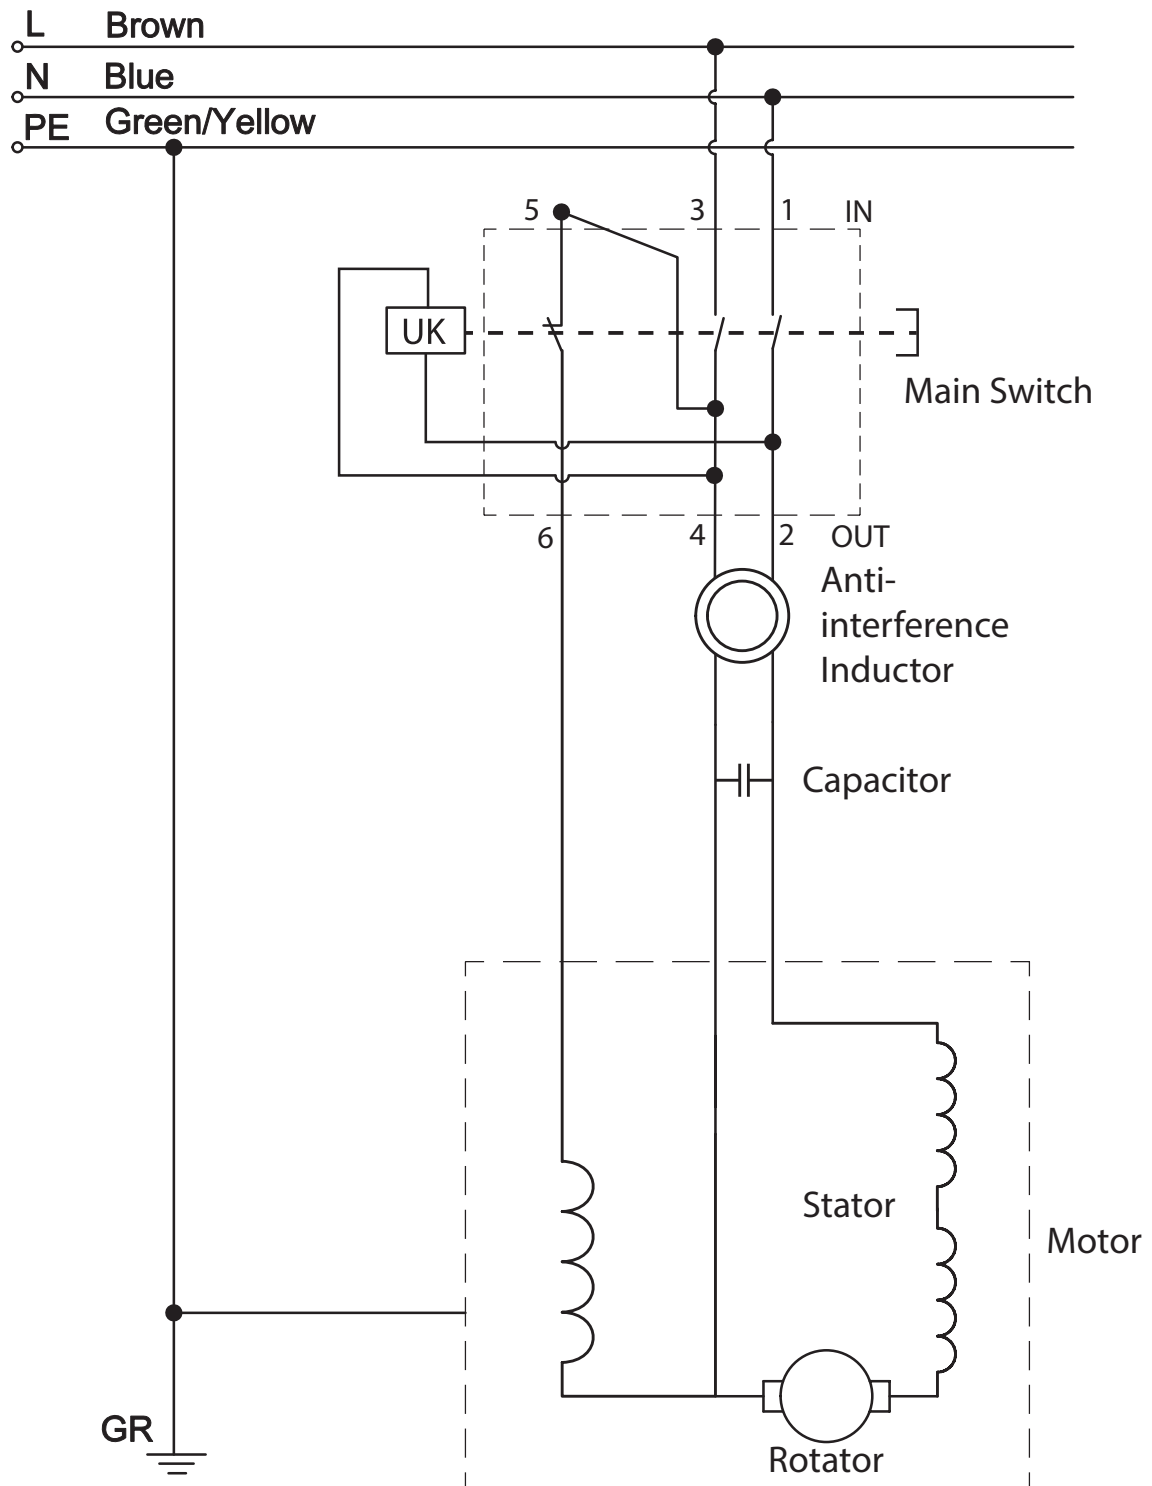 L Brown
N Blue
PE Green/Yellow
5 3 1 IN
UK
Main Switch
6 4 2 OUT
Anti-
interference
Inductor
Capacitor
Stator
Motor
GR
Rotator